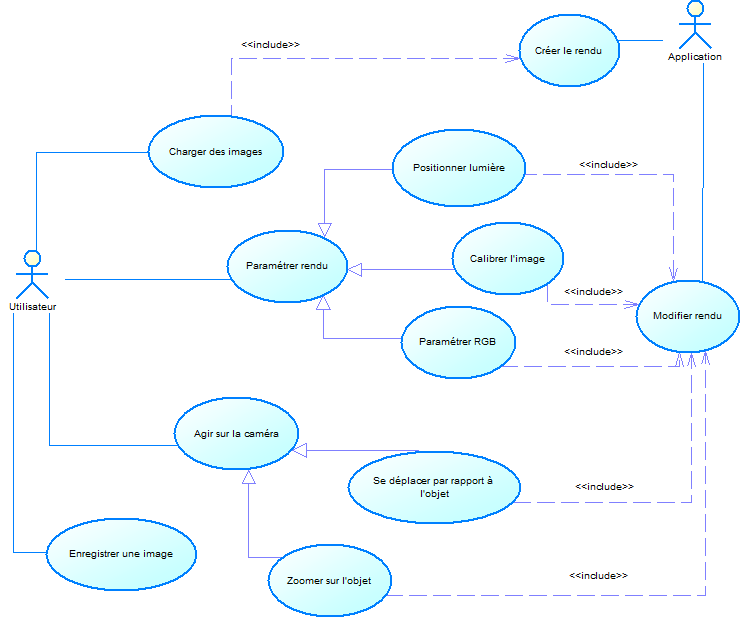 <<include>>
Créer le rendu
Application
Charger des images
Positionner lumière
<<include>>
Paramétrer rendu
Calibrer l'image
<<include>>
Utilisateur
Modifier rendu
Paramétrer RGB
<<include>>
Agir sur la caméra
Se déplacer par rapport à
l'objet
<<include>>
Enregistrer une image
Zoomer sur l'objet
<<include>>